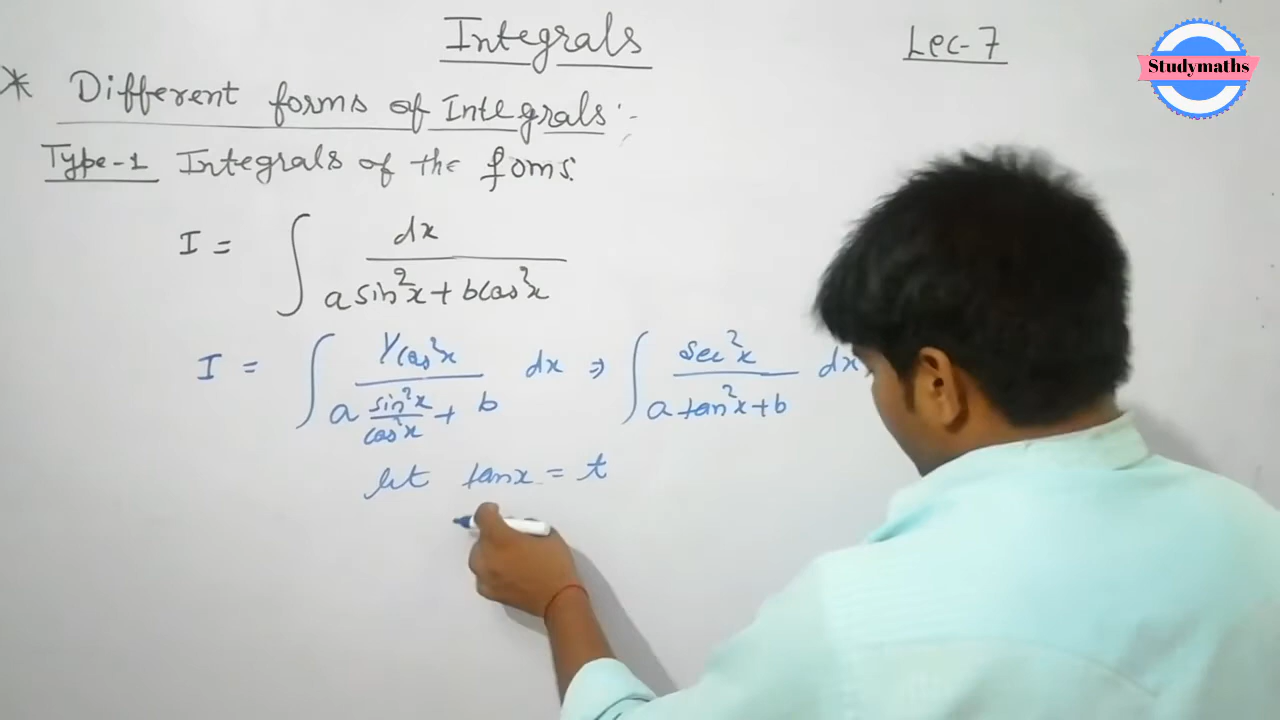 Integrals
Lec-7
Studymaths
* Different forms of Integrals:-
Type-1 Integrals of the foms:
I = ∫ dx / (a sin²x + b cos²x)
I = ∫ (1/cos²x) / (a sin²x/cos²x + b) dx ⇒ ∫ sec²x / (a tan²x + b) dx
let tanx = t